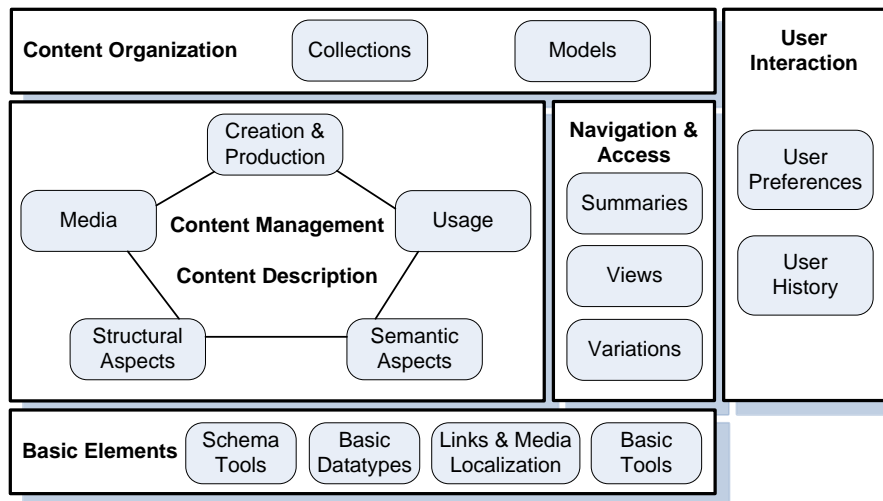 Content Organization
Collections
Models
User
Interaction
Creation &
Production
Media
Content Management
Usage
Content Description
Structural
Aspects
Semantic
Aspects
Navigation &
Access
Summaries
Views
Variations
User
Preferences
User
History
Basic Elements
Schema
Tools
Basic
Datatypes
Links & Media
Localization
Basic
Tools